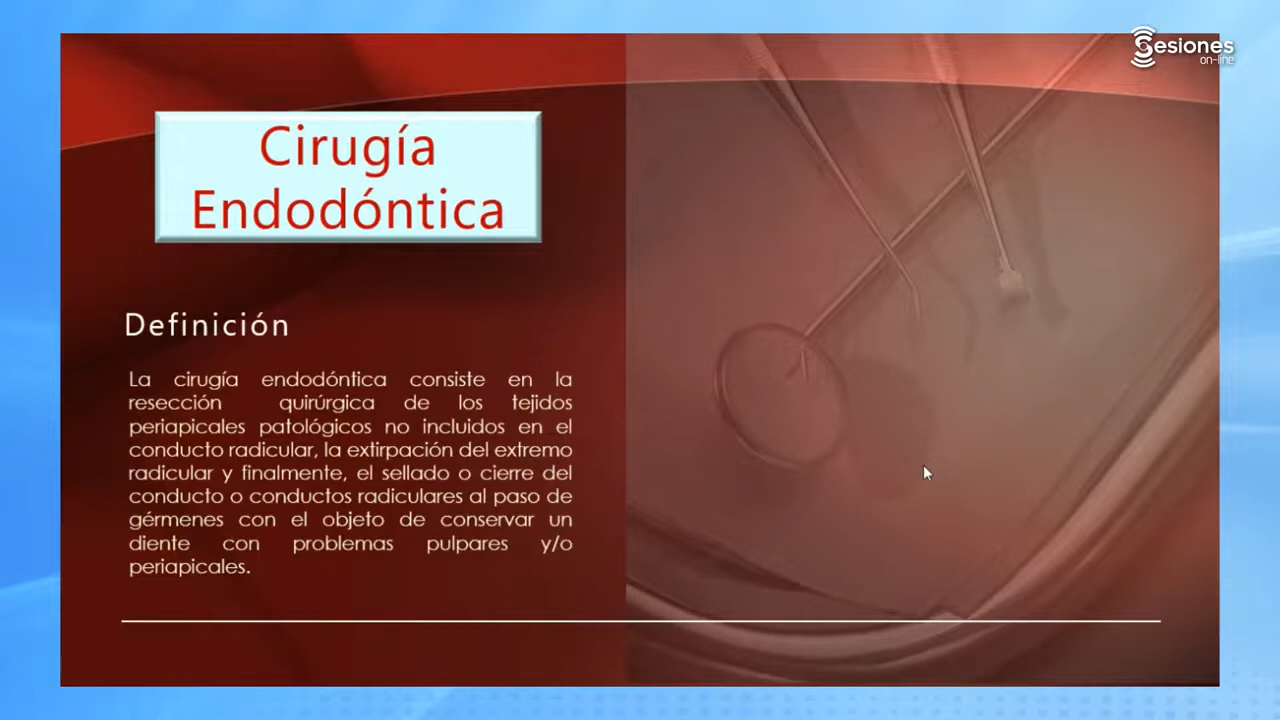 Sesiones
on-line
Cirugía
Endodóntica
Definición
La cirugía endodóntica consiste en la
resección quirúrgica de los tejidos
periapicales patológicos no incluidos en el
conducto radicular, la extirpación del extremo
radicular y finalmente, el sellado o cierre del
conducto o conductos radiculares al paso de
gérmenes con el objeto de conservar un
diente con problemas pulpares y/o
periapicales.